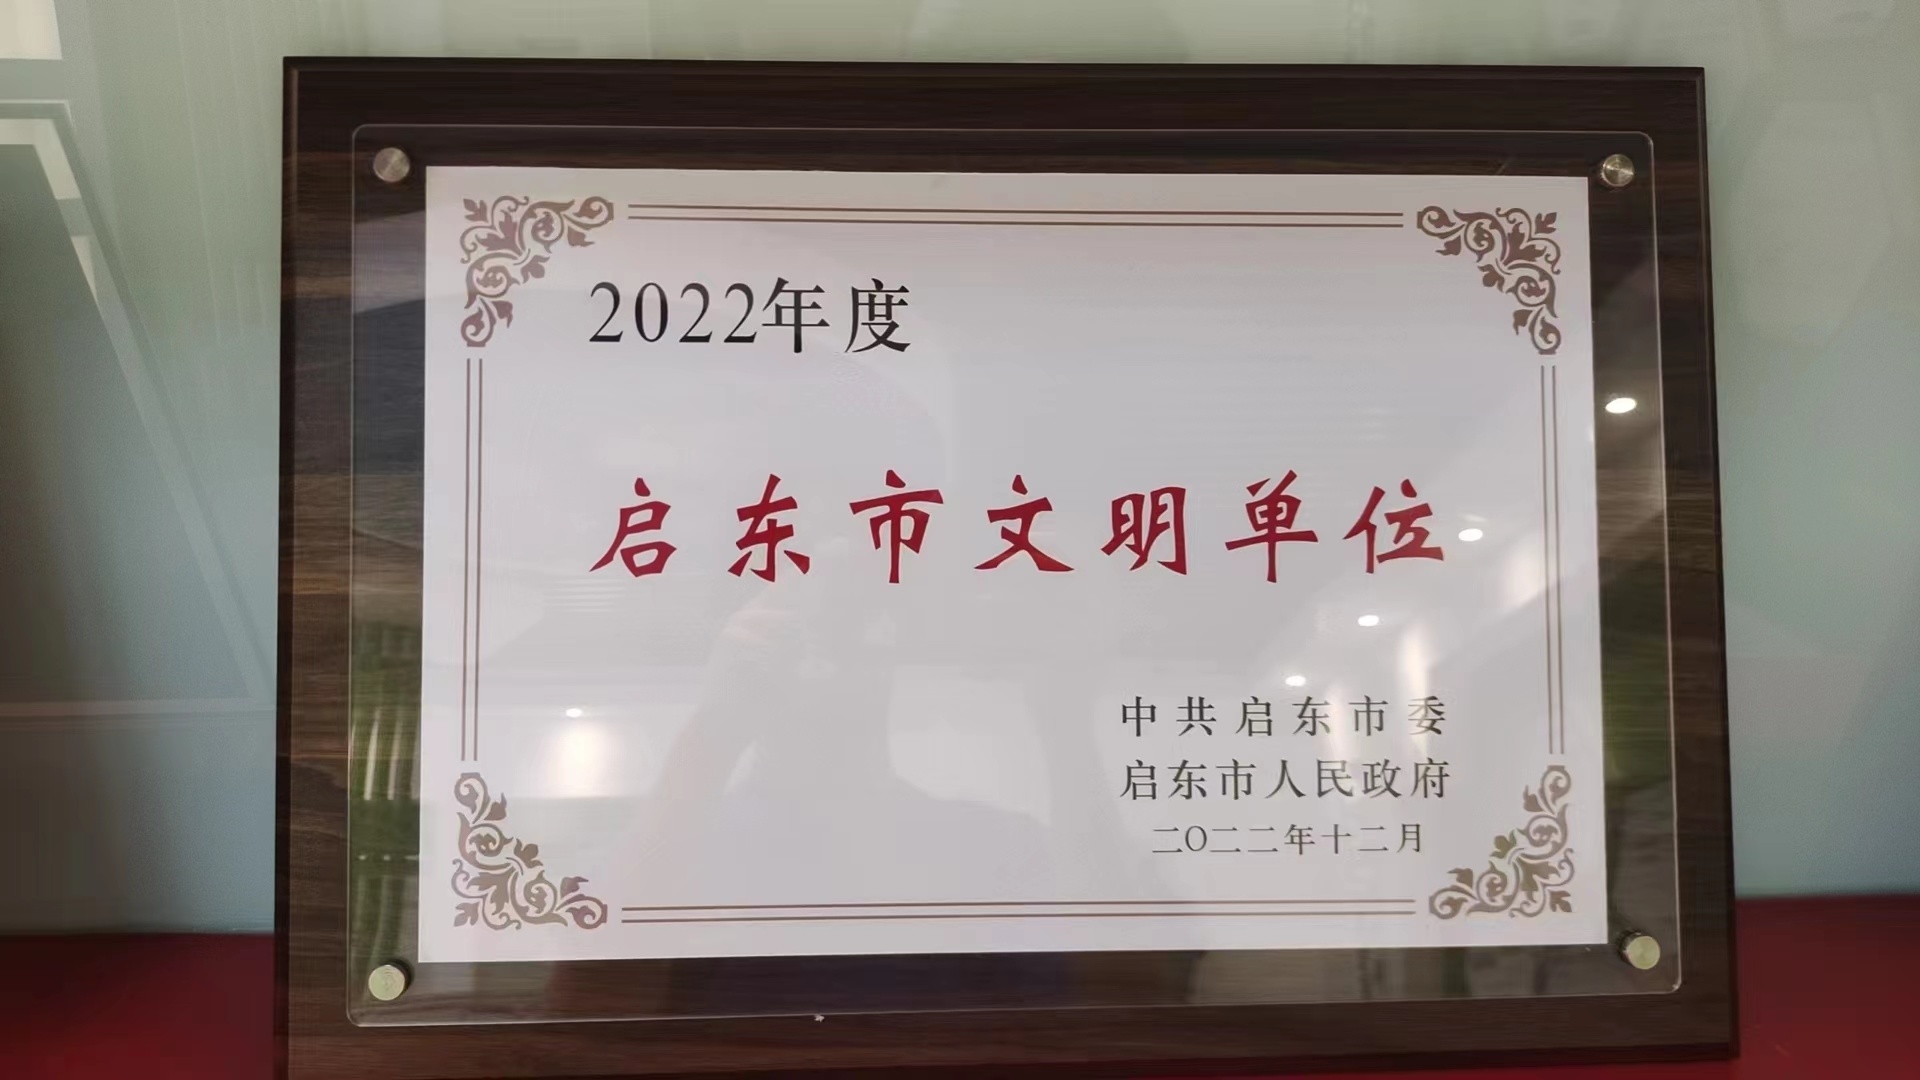 2022年度
启东市文明单位
中共启东市委
启东市人民政府
二〇二二年十二月